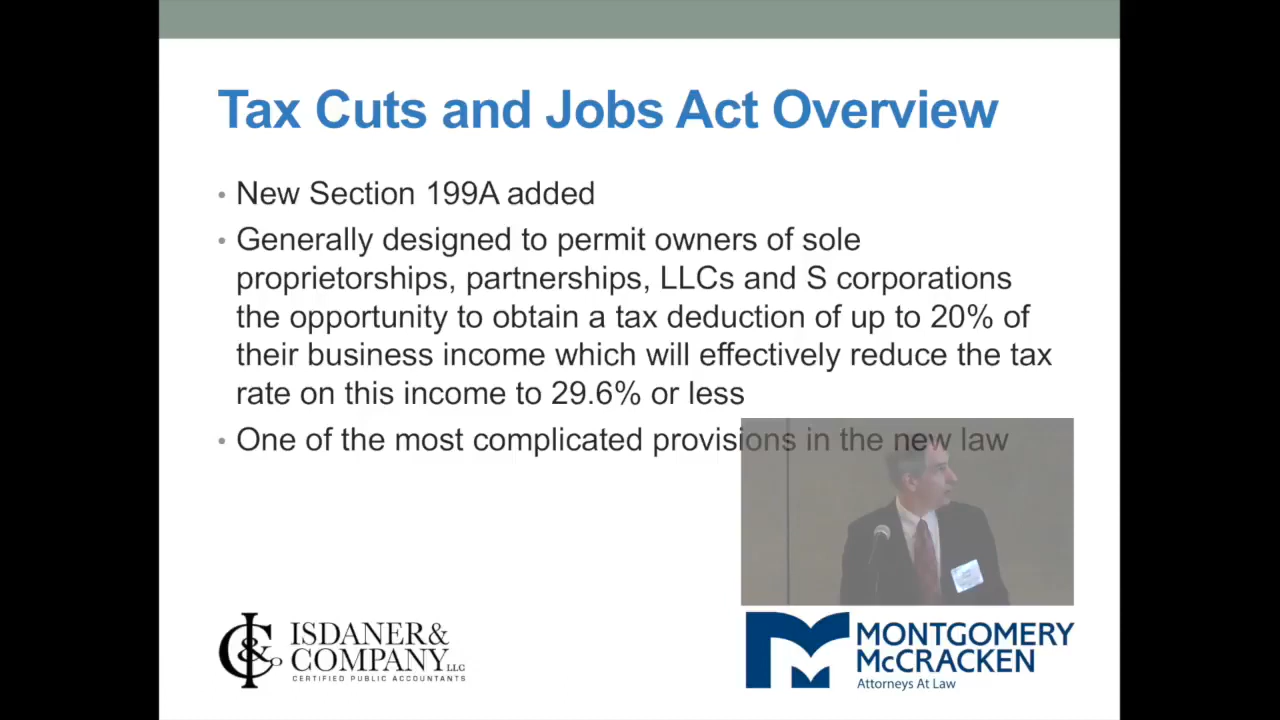 Tax Cuts and Jobs Act Overview
• New Section 199A added
• Generally designed to permit owners of sole
proprietorships, partnerships, LLCs and S corporations
the opportunity to obtain a tax deduction of up to 20% of
their business income which will effectively reduce the tax
rate on this income to 29.6% or less
• One of the most complicated provisions in the new law
ISDANER&
COMPANY LLC
CERTIFIED PUBLIC ACCOUNTANTS
MONTGOMERY
McCRACKEN
Attorneys At Law